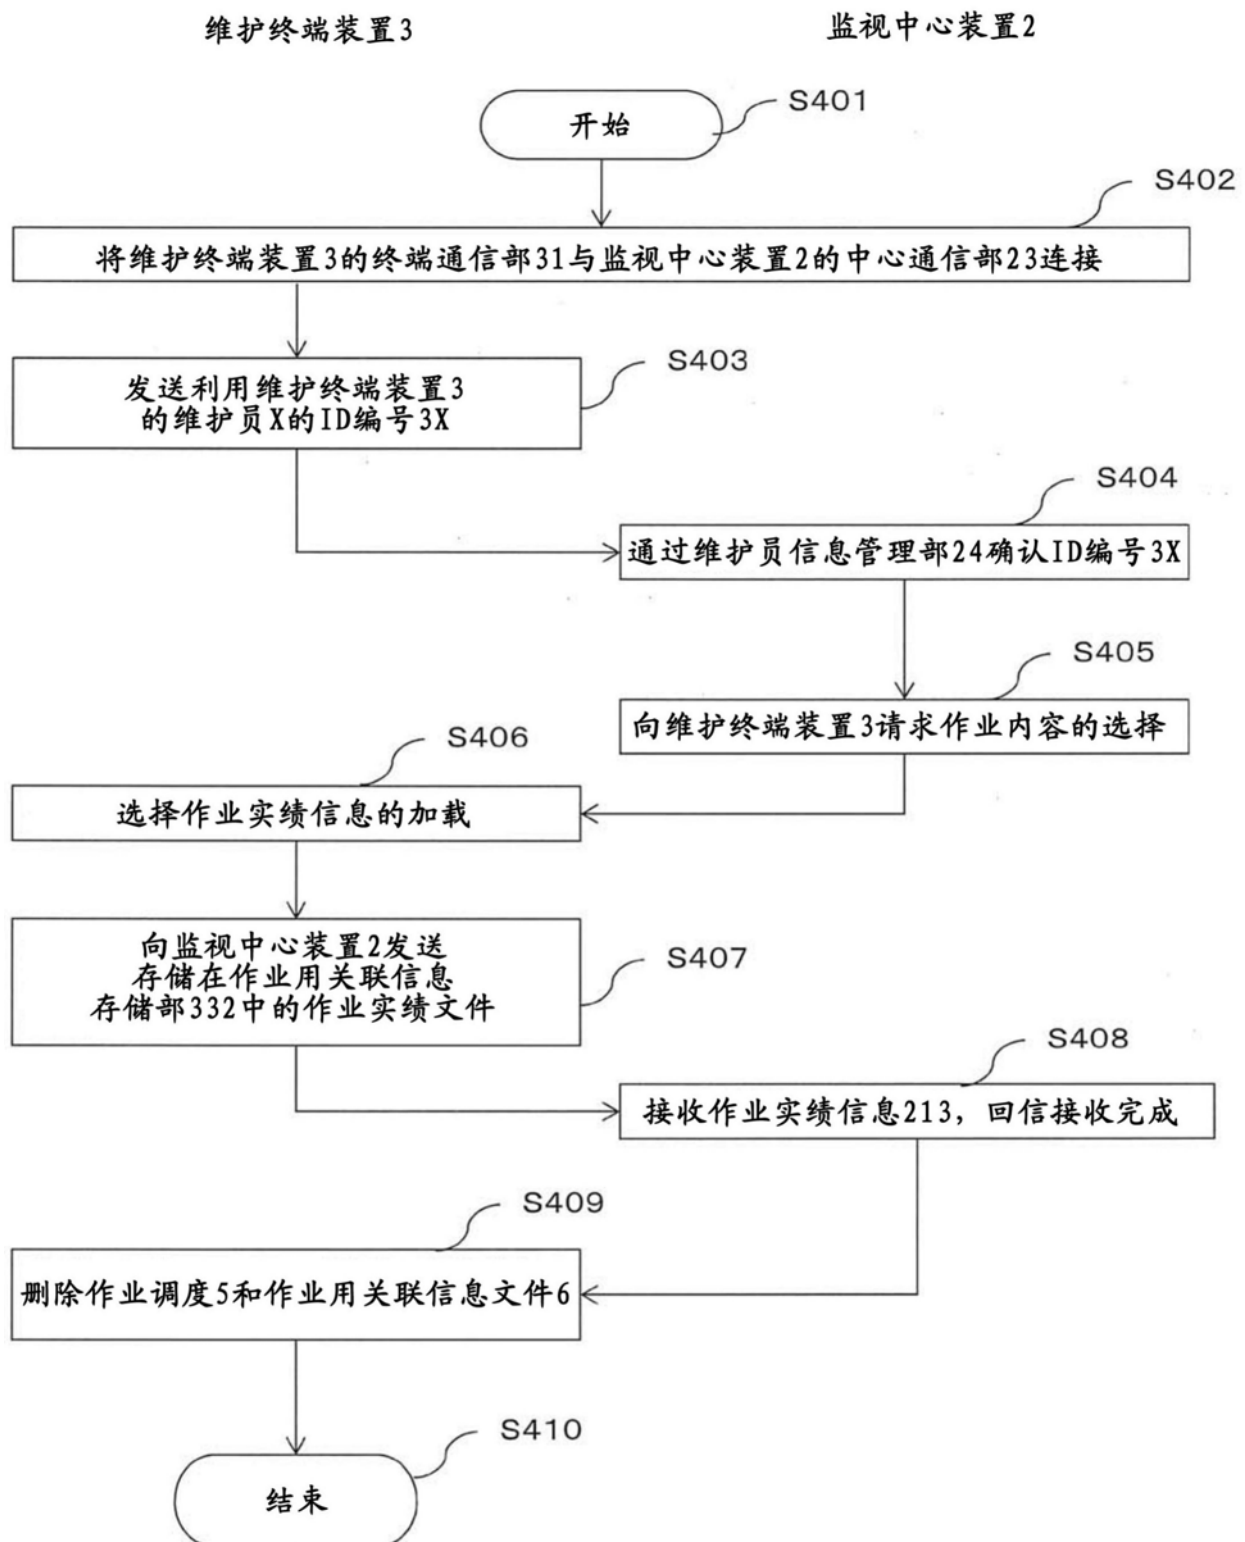 维护终端装置3
监视中心装置2
S401
开始
S402
将维护终端装置3的终端通信部31与监视中心装置2的中心通信部23连接
S403
发送利用维护终端装置3
的维护员X的ID编号3X
S404
通过维护员信息管理部24确认ID编号3X
S405
向维护终端装置3请求作业内容的选择
S406
选择作业实绩信息的加载
S407
向监视中心装置2发送
存储在作业用关联信息
存储部332中的作业实绩文件
S408
接收作业实绩信息213，回信接收完成
S409
删除作业调度5和作业用关联信息文件6
S410
结束